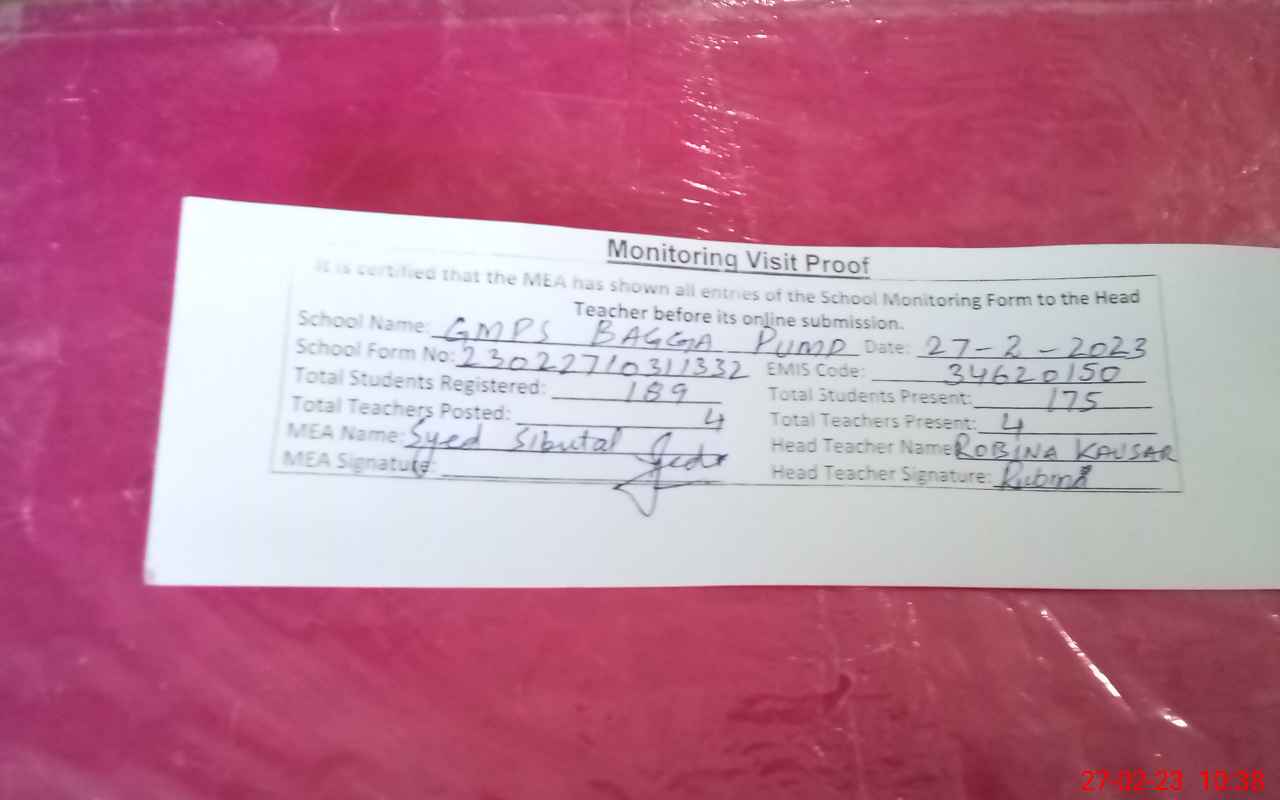 Monitoring Visit Proof
It is certified that the MEA has shown all entries of the School Monitoring Form to the Head
Teacher before its online submission.
School Name: GMPS BAGGA PUMP Date: 27-2-2023
School Form No: 23022710311332 EMIS Code: 34620150
Total Students Registered: 189 Total Students Present: 175
Total Teachers Posted: 4 Total Teachers Present: 4
MEA Name: Syed Sibutal Head Teacher Name ROBINA KAUSAR
MEA Signature: Head Teacher Signature: Rubina
27-02-23 10:38